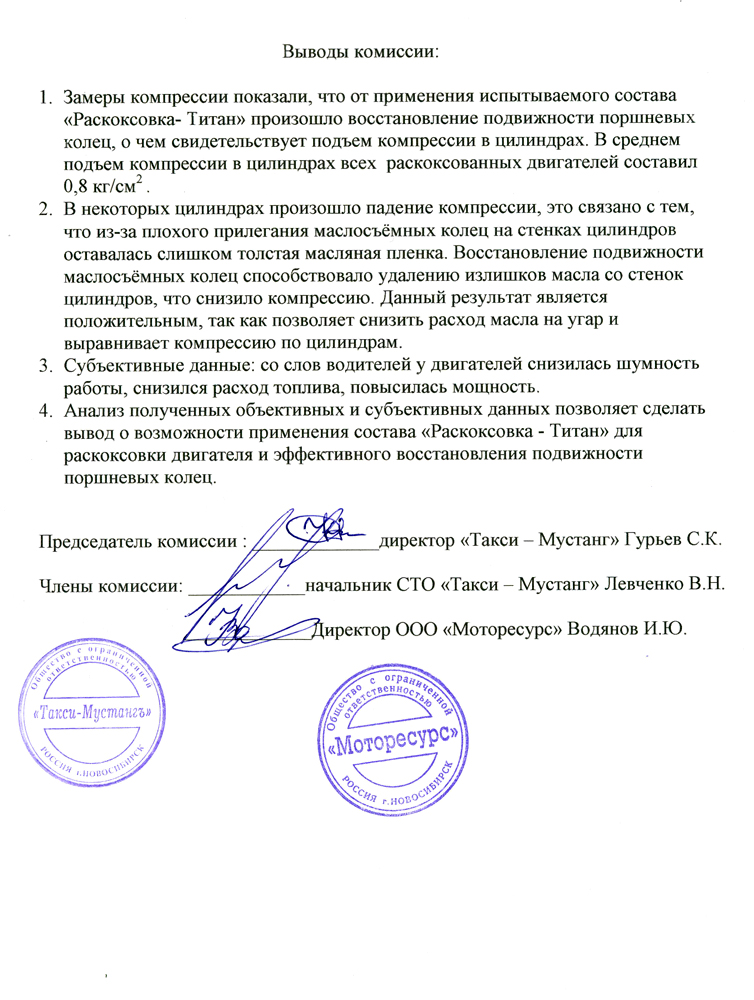 Выводы комиссии:
1. Замеры компрессии показали, что от применения испытываемого состава
«Раскоксовка- Титан» произошло восстановление подвижности поршневых
колец, о чем свидетельствует подъем компрессии в цилиндрах. В среднем
подъем компрессии в цилиндрах всех раскоксованных двигателей составил
0,8 кг/см².
2. В некоторых цилиндрах произошло падение компрессии, это связано с тем,
что из-за плохого прилегания маслосъёмных колец на стенках цилиндров
оставалась слишком толстая масляная пленка. Восстановление подвижности
маслосъёмных колец способствовало удалению излишков масла со стенок
цилиндров, что снизило компрессию. Данный результат является
положительным, так как позволяет снизить расход масла на угар и
выравнивает компрессию по цилиндрам.
3. Субъективные данные: со слов водителей у двигателей снизилась шумность
работы, снизился расход топлива, повысилась мощность.
4. Анализ полученных объективных и субъективных данных позволяет сделать
вывод о возможности применения состава «Раскоксовка - Титан» для
раскоксовки двигателя и эффективного восстановления подвижности
поршневых колец.
Председатель комиссии : _____________директор «Такси – Мустанг» Гурьев С.К.
Члены комиссии: ____________начальник СТО «Такси – Мустанг» Левченко В.Н.
_____________Директор ООО «Моторесурс» Водянов И.Ю.
Общество с ограниченной
ответственностью
«Такси-Мустангъ»
РОССИЯ г.НОВОСИБИРСК
Общество с ограниченной
ответственностью
«Моторесурс»
РОССИЯ г.НОВОСИБИРСК